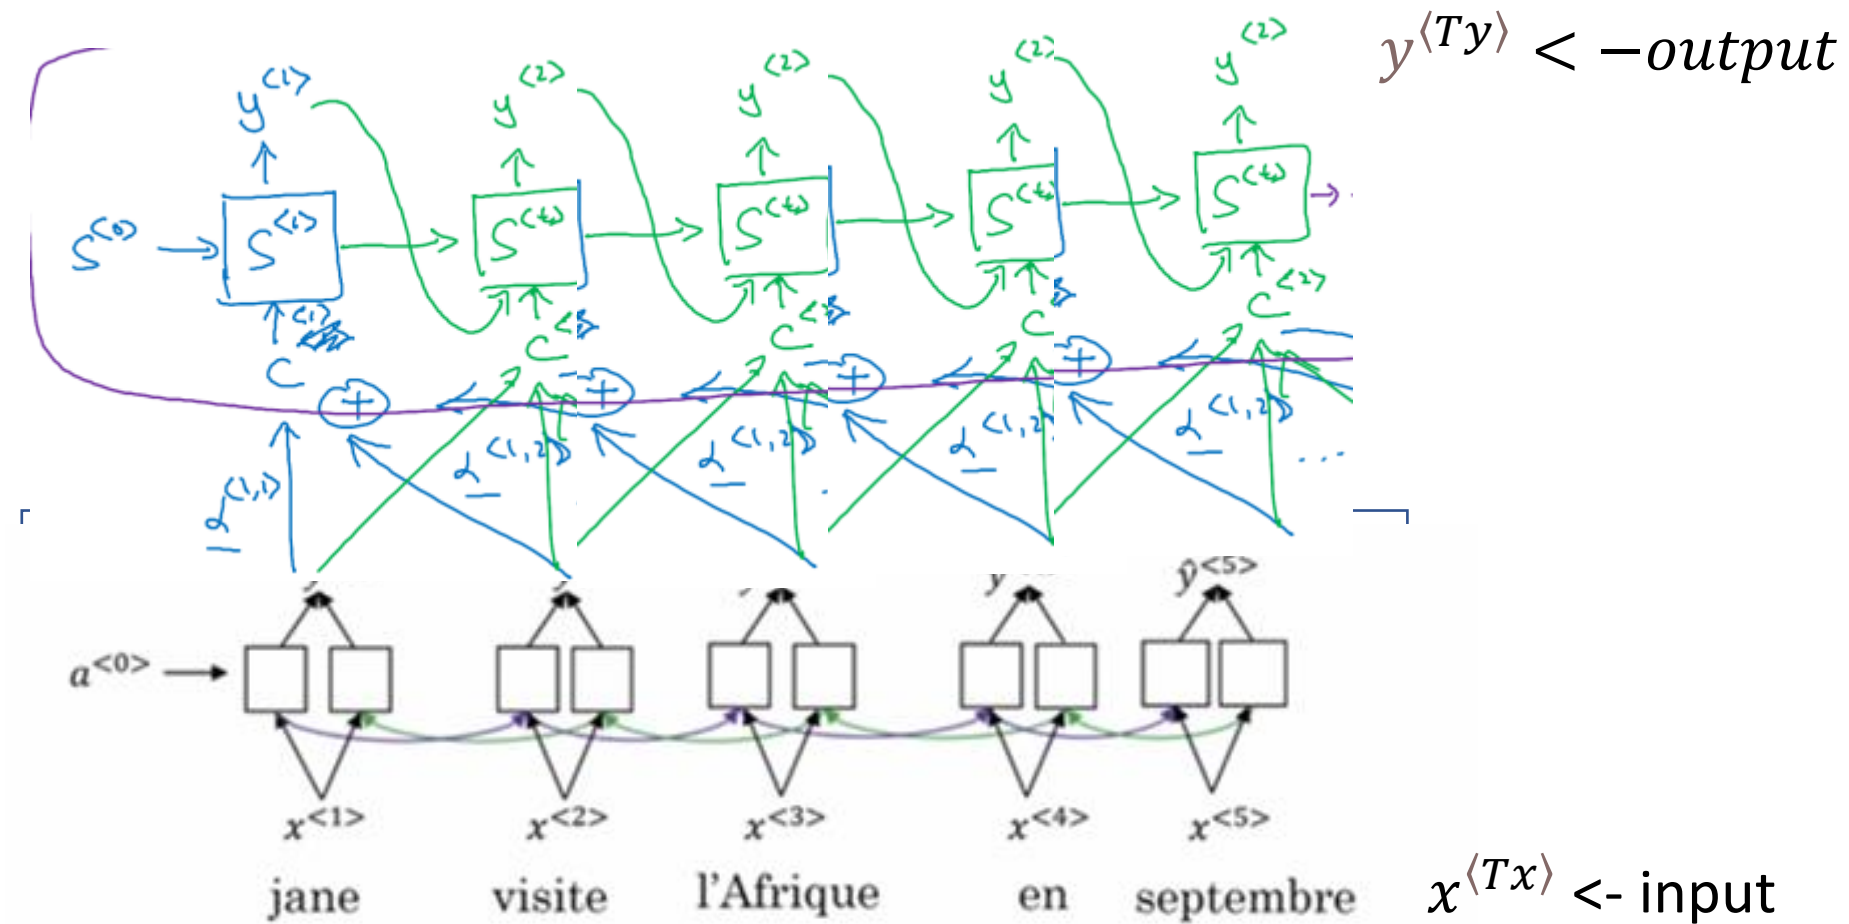 y^{⟨Ty⟩} < −output
y^{<1>} y^{<2>} y^{<2>} y^{<2>} y^{<2>}
S^{<0>} S^{<1>} S^{<t>} S^{<t>} S^{<t>} S^{<t>}
<1> <2>
C C C C C
+ + + +
α^{<1,1>} α^{<1,2>} α^{<1,2>} α^{<1,2>} α^{<1,2>} ...
ŷ^{<5>}
a^{<0>}
x^{<1>} x^{<2>} x^{<3>} x^{<4>} x^{<5>}
jane visite l'Afrique en septembre
x^{⟨Tx⟩} <- input